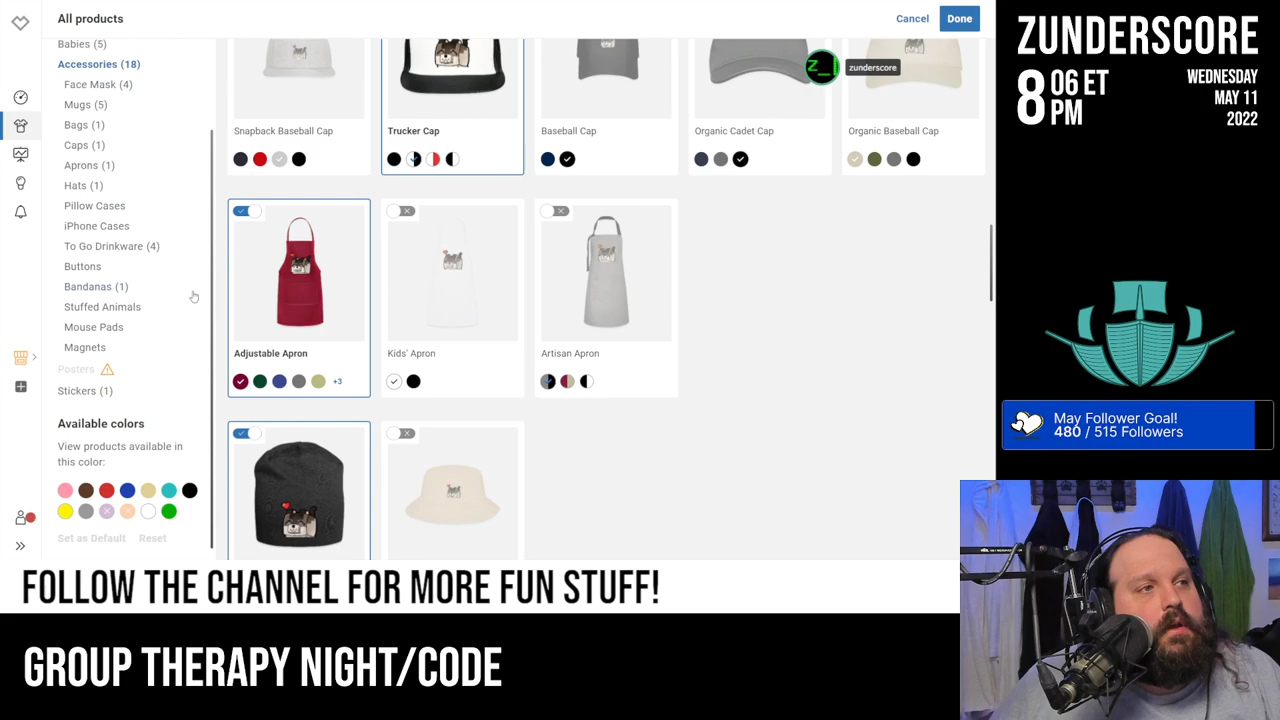 All products
Cancel
Done
Babies (5)
Accessories (18)
Face Mask (4)
Mugs (5)
Bags (1)
Caps (1)
Aprons (1)
Hats (1)
Pillow Cases
iPhone Cases
To Go Drinkware (4)
Buttons
Bandanas (1)
Stuffed Animals
Mouse Pads
Magnets
Posters
Stickers (1)
Available colors
View products available in
this color:
Set as Default
Reset
Snapback Baseball Cap
Trucker Cap
Baseball Cap
Organic Cadet Cap
Organic Baseball Cap
Z_
zunderscore
Adjustable Apron
+3
Kids' Apron
Artisan Apron
ZUNDERSCORE
8 06 ET
PM
WEDNESDAY
MAY 11
2022
May Follower Goal!
480 / 515 Followers
FOLLOW THE CHANNEL FOR MORE FUN STUFF!
GROUP THERAPY NIGHT/CODE